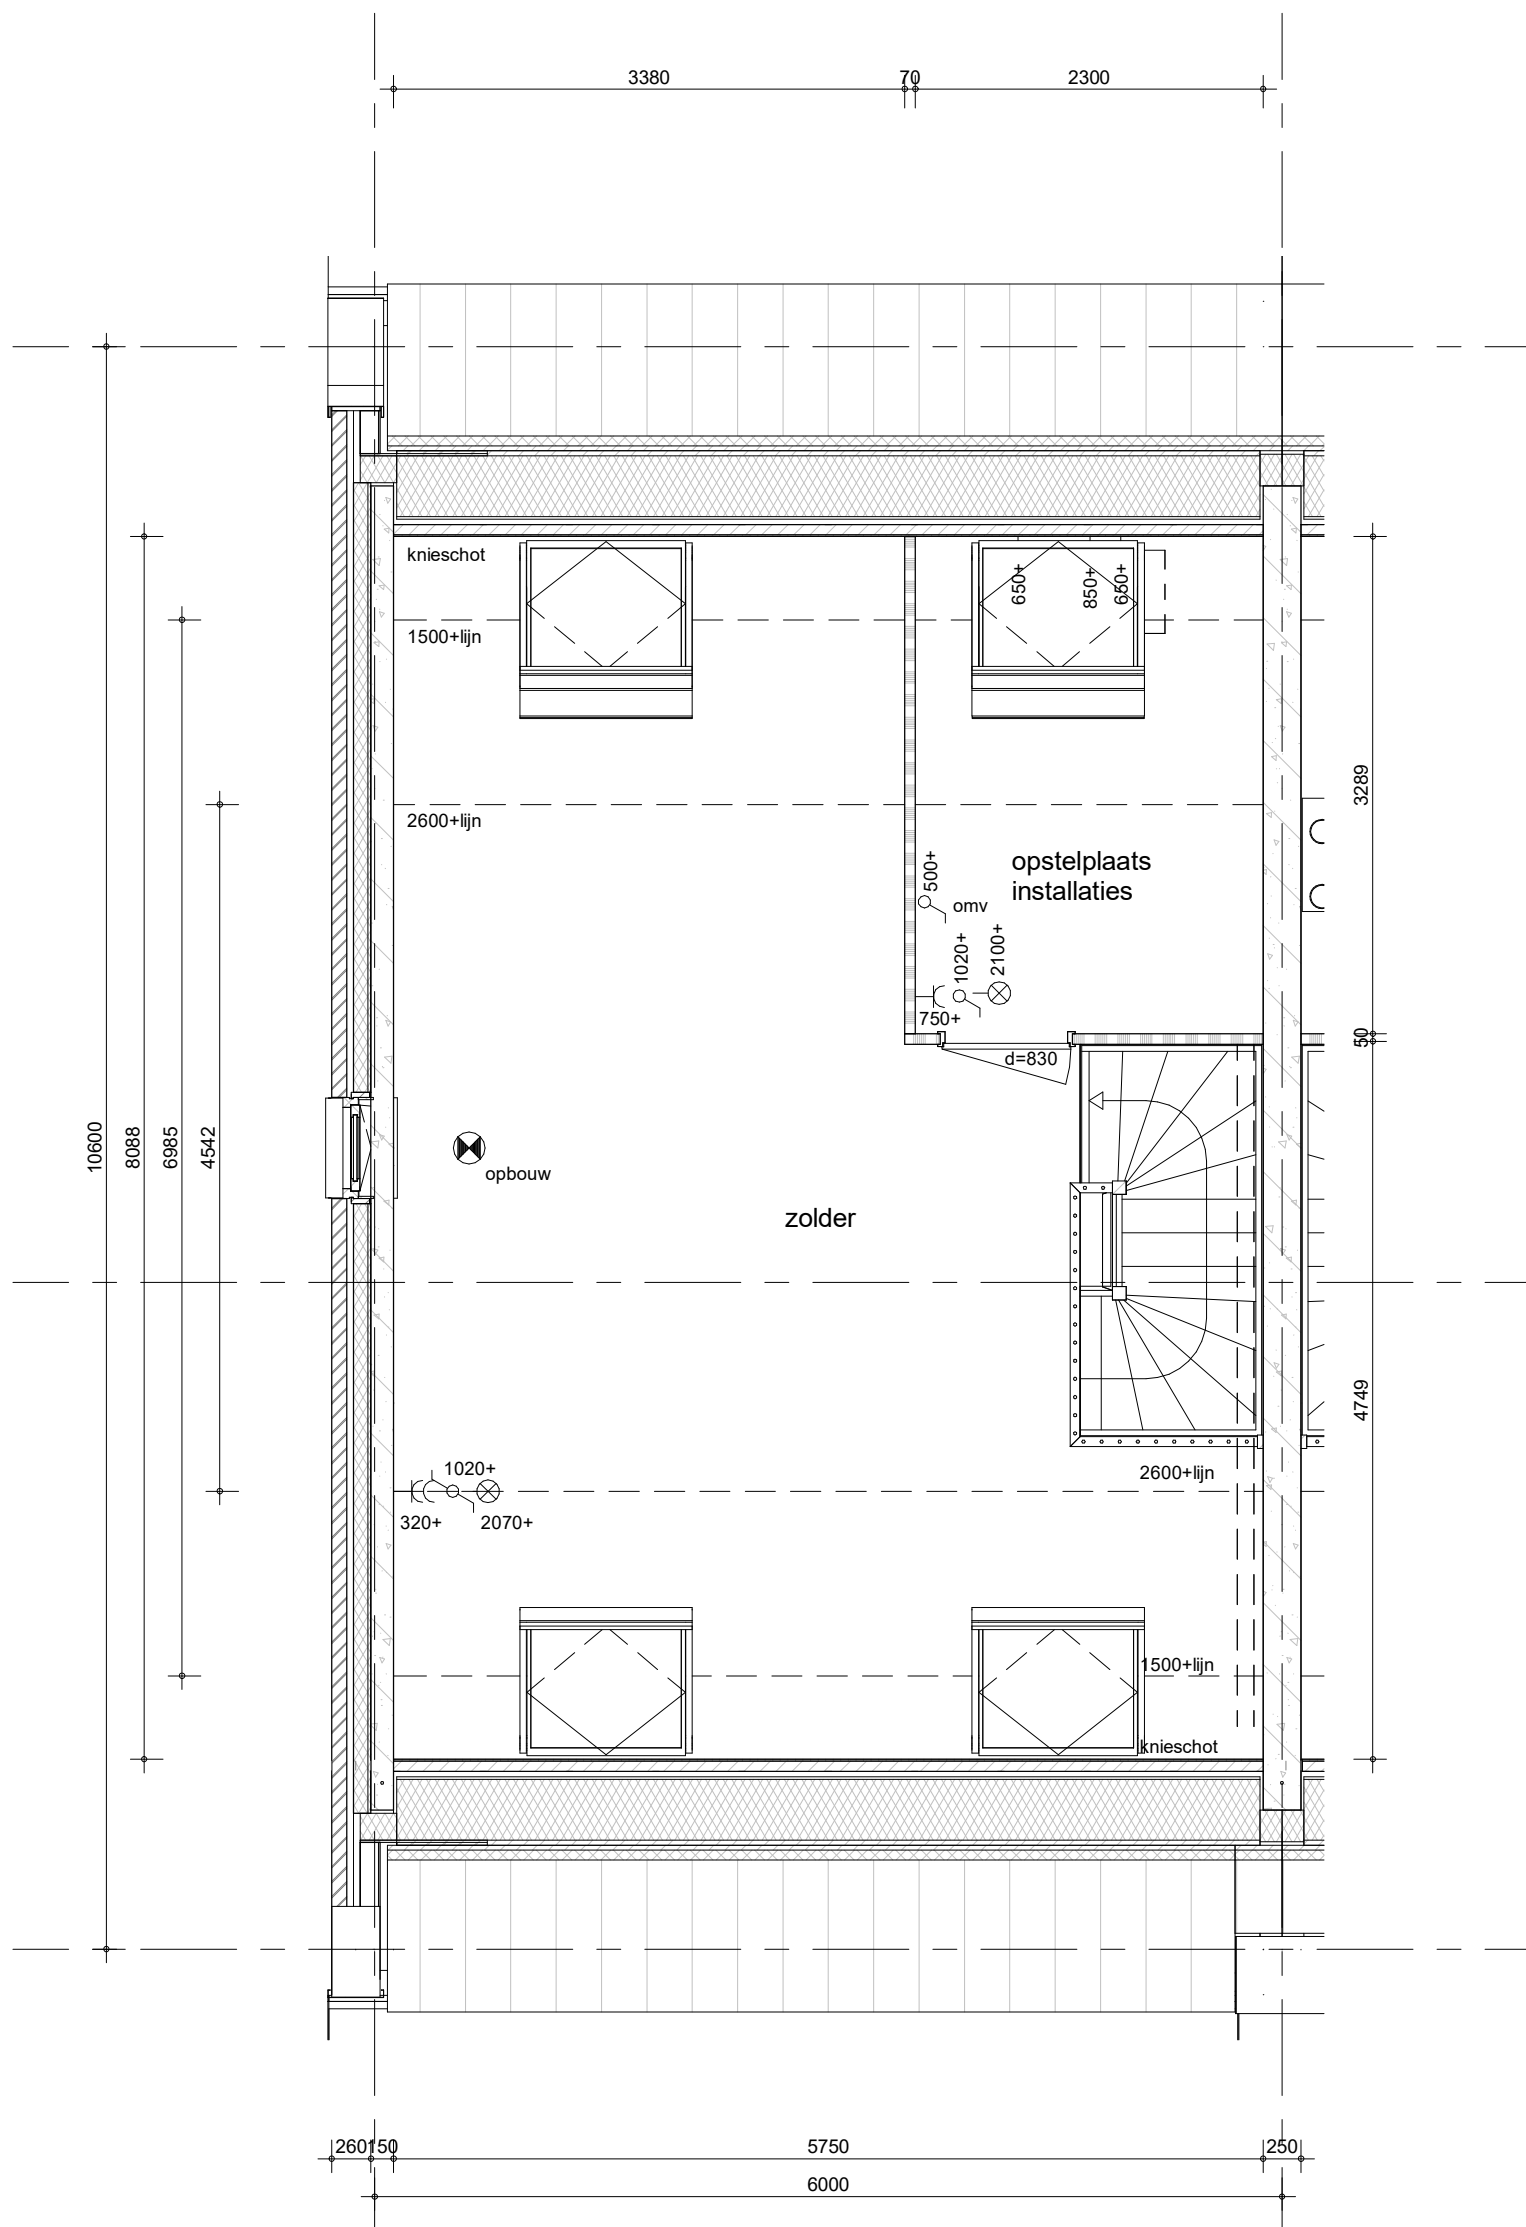 3380
70
2300
knieschot
650+
850+
650+
1500+lijn
3289
2600+lijn
500+
opstelplaats
installaties
omv
1020+
2100+
750+
50
d=830
10600
8088
6985
4542
opbouw
zolder
4749
1020+
2600+lijn
320+
2070+
1500+lijn
knieschot
260
150
5750
250
6000